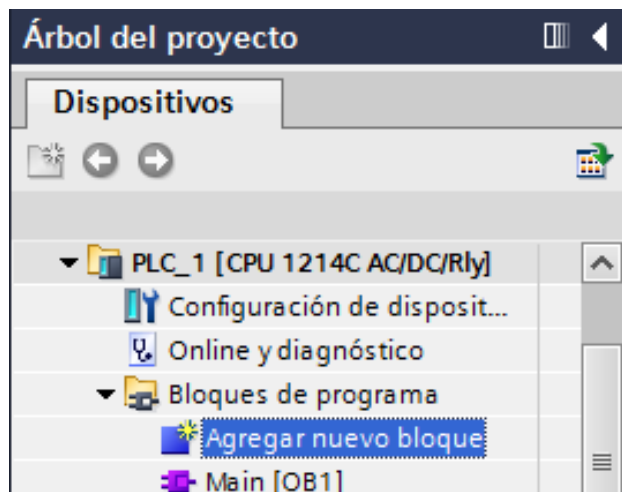 Árbol del proyecto
Dispositivos
PLC_1 [CPU 1214C AC/DC/Rly]
Configuración de disposit...
Online y diagnóstico
Bloques de programa
Agregar nuevo bloque
Main [OB1]